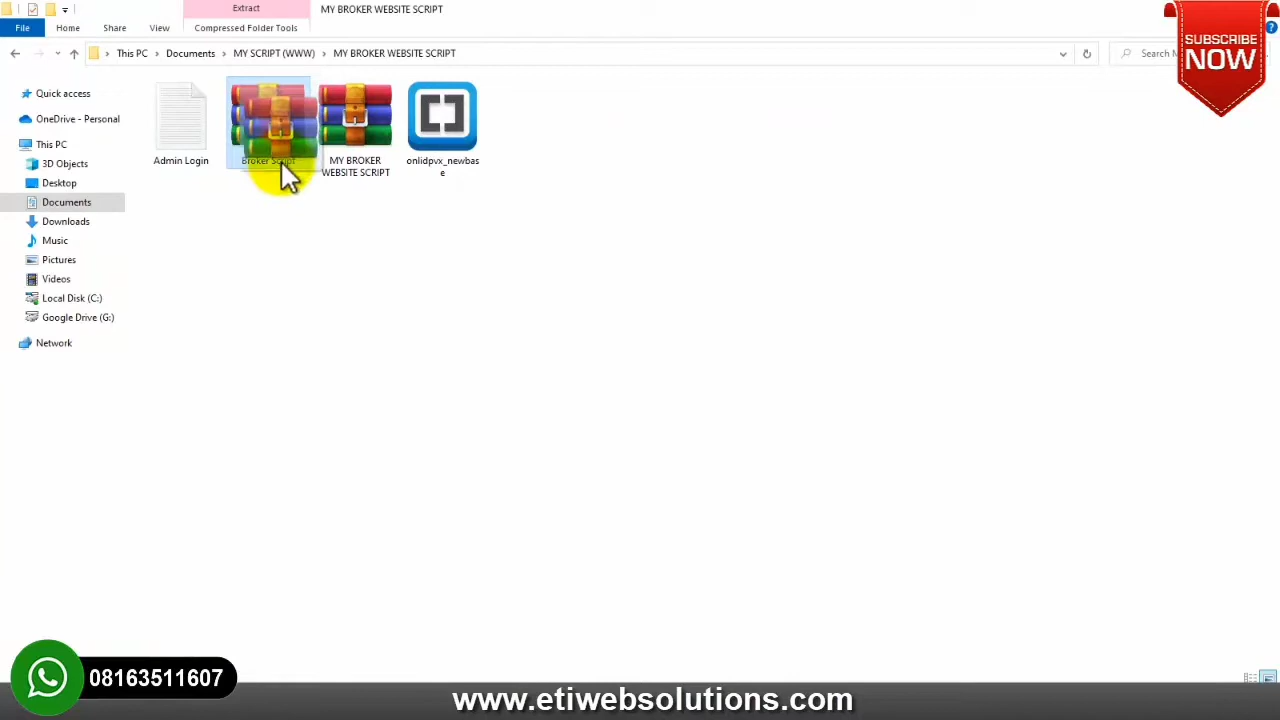 Extract
MY BROKER WEBSITE SCRIPT
File
Home
Share
View
Compressed Folder Tools
SUBSCRIBE
NOW
This PC
Documents
MY SCRIPT (WWW)
MY BROKER WEBSITE SCRIPT
Search
Quick access
OneDrive - Personal
This PC
3D Objects
Desktop
Documents
Downloads
Music
Pictures
Videos
Local Disk (C:)
Google Drive (G:)
Network
Admin Login
Broker Script
MY BROKER
WEBSITE SCRIPT
onlidpvx_newbas
e
08163511607
www.etiwebsolutions.com